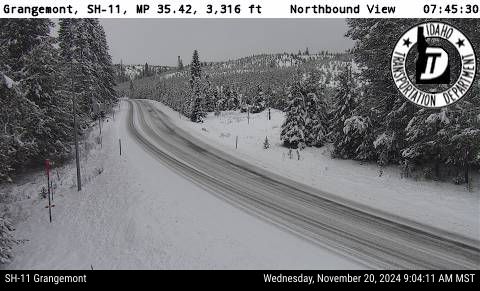 Grangemont, SH-11, MP 35.42, 3,316 ft Northbound View 07:45:30
IDAHO
TRANSPORTATION DEPARTMENT
SH-11 Grangemont Wednesday, November 20, 2024 9:04:11 AM MST